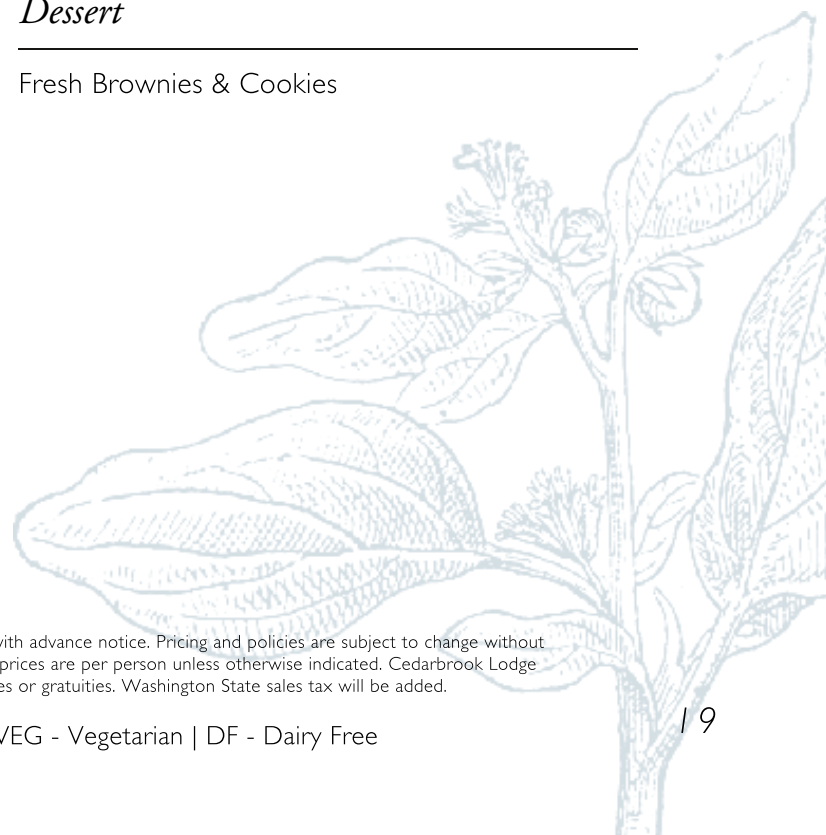 Dessert
Fresh Brownies & Cookies
with advance notice. Pricing and policies are subject to change without
prices are per person unless otherwise indicated. Cedarbrook Lodge
es or gratuities. Washington State sales tax will be added.
VEG - Vegetarian | DF - Dairy Free
19